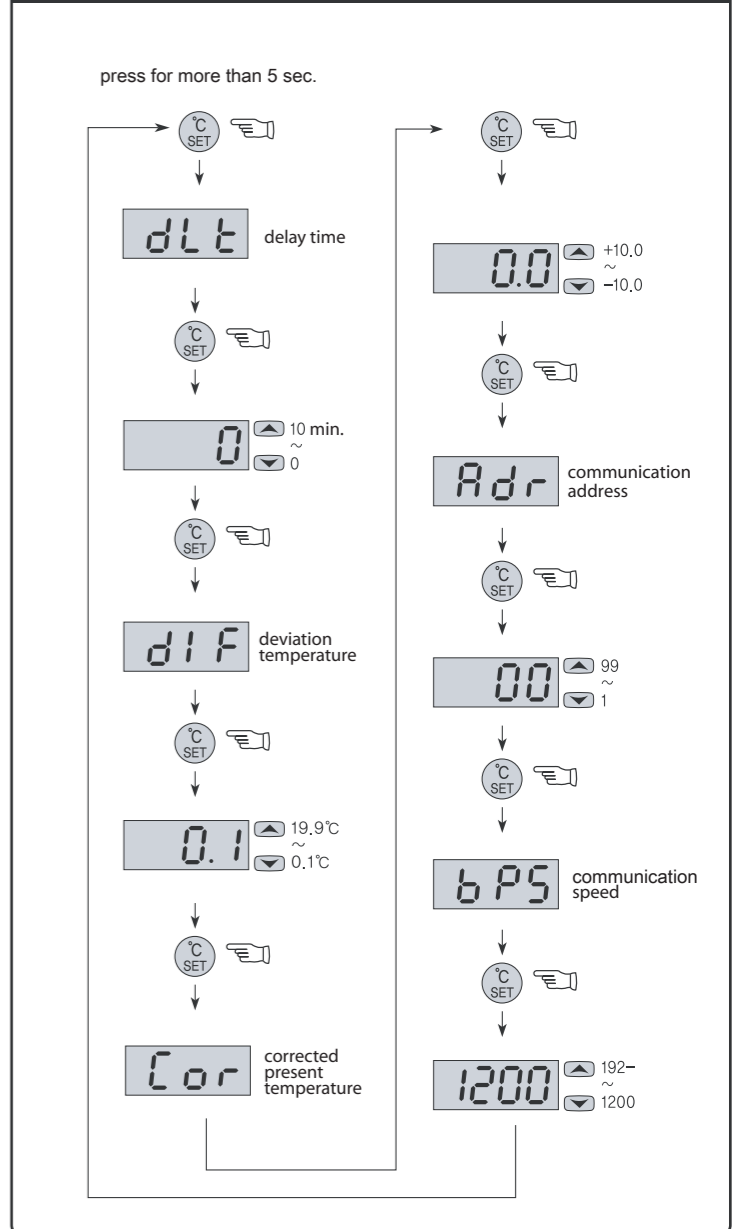 press for more than 5 sec.
°C
SET
dLt
delay time
°C
SET
0
10 min.
~
0
°C
SET
dIF
deviation
temperature
°C
SET
0.1
19.9℃
~
0.1℃
°C
SET
Cor
corrected
present
temperature
°C
SET
0.0
+10.0
~
−10.0
°C
SET
Adr
communication
address
°C
SET
00
99
~
1
°C
SET
bPS
communication
speed
°C
SET
1200
192−
~
1200